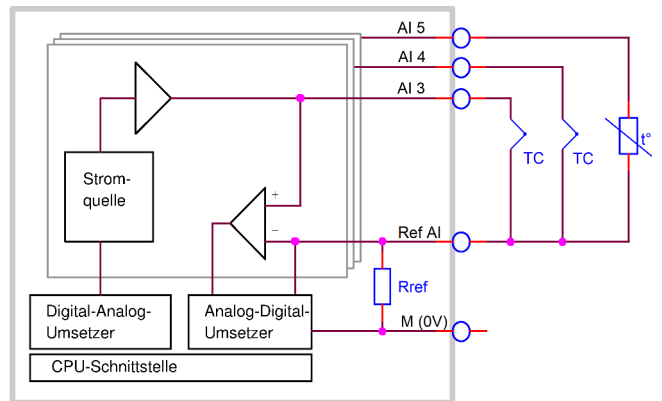 AI 5
AI 4
AI 3
TC
TC
t°
Strom-
quelle
+
−
Ref AI
Rref
Digital-Analog-
Umsetzer
Analog-Digital-
Umsetzer
M (0V)
CPU-Schnittstelle